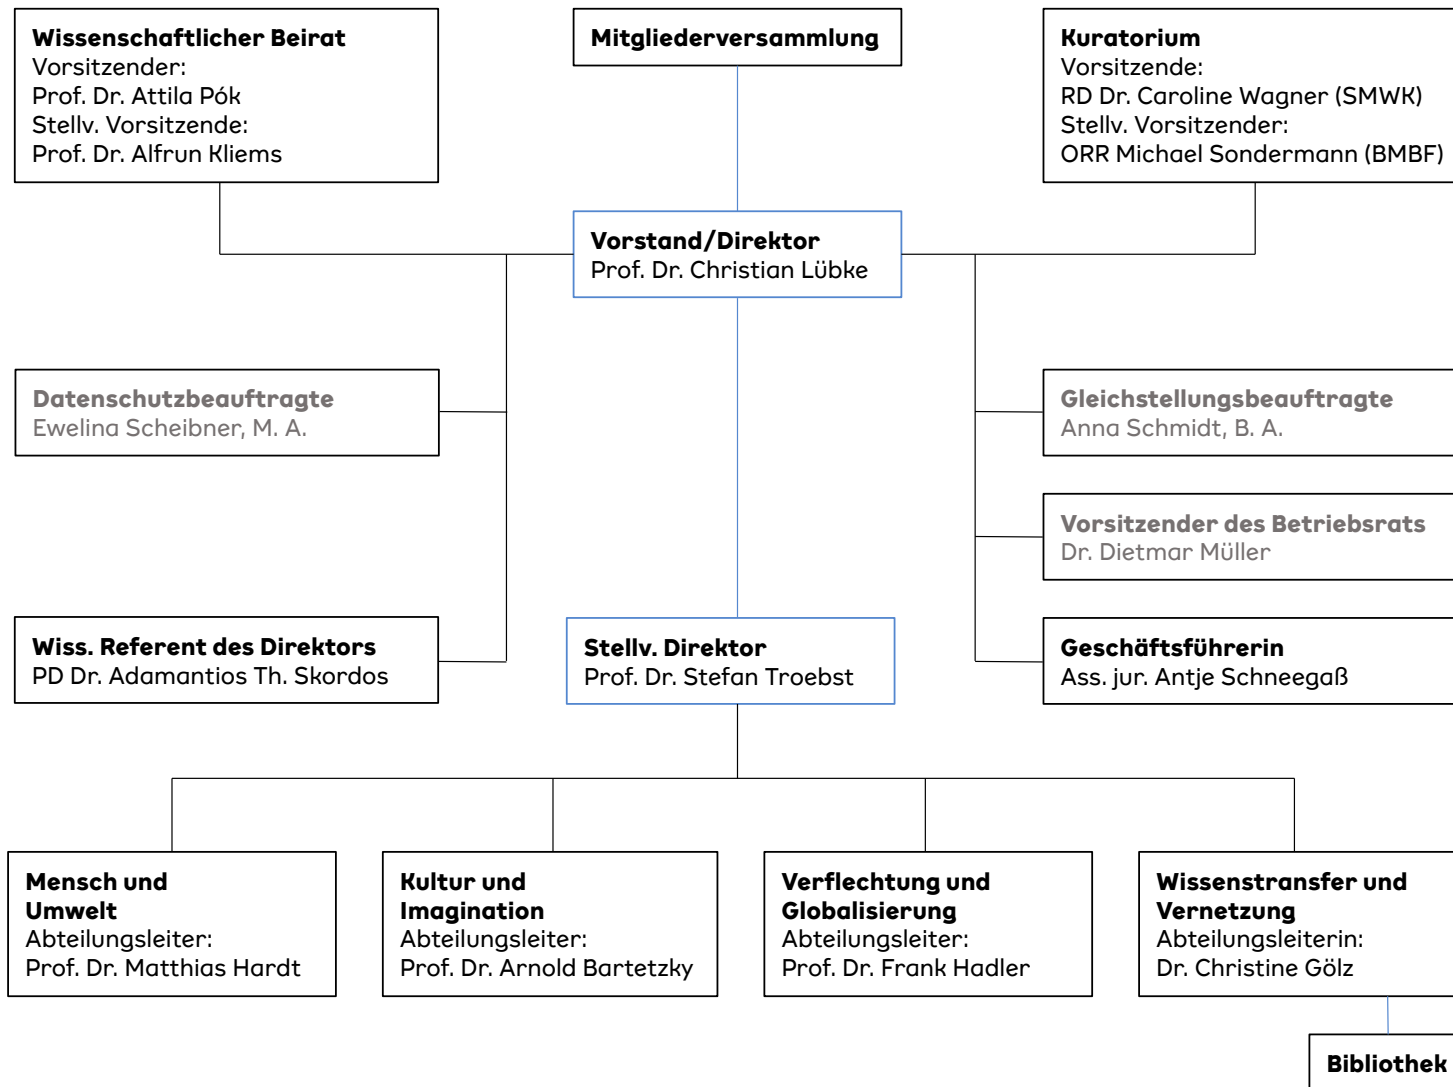 Wissenschaftlicher Beirat
Vorsitzender:
Prof. Dr. Attila Pók
Stellv. Vorsitzende:
Prof. Dr. Alfrun Kliems
Mitgliederversammlung
Kuratorium
Vorsitzende:
RD Dr. Caroline Wagner (SMWK)
Stellv. Vorsitzender:
ORR Michael Sondermann (BMBF)
Vorstand/Direktor
Prof. Dr. Christian Lübke
Datenschutzbeauftragte
Ewelina Scheibner, M. A.
Gleichstellungsbeauftragte
Anna Schmidt, B. A.
Vorsitzender des Betriebsrats
Dr. Dietmar Müller
Wiss. Referent des Direktors
PD Dr. Adamantios Th. Skordos
Stellv. Direktor
Prof. Dr. Stefan Troebst
Geschäftsführerin
Ass. jur. Antje Schneegaß
Mensch und
Umwelt
Abteilungsleiter:
Prof. Dr. Matthias Hardt
Kultur und
Imagination
Abteilungsleiter:
Prof. Dr. Arnold Bartetzky
Verflechtung und
Globalisierung
Abteilungsleiter:
Prof. Dr. Frank Hadler
Wissenstransfer und
Vernetzung
Abteilungsleiterin:
Dr. Christine Gölz
Bibliothek